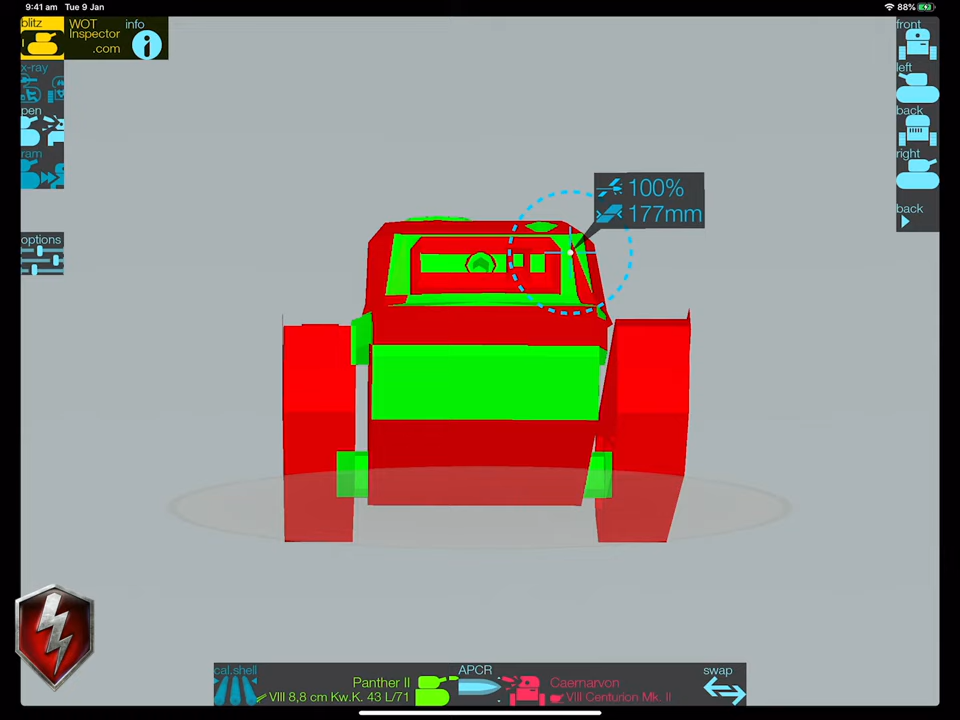 9:41 am Tue 9 Jan
88%
blitz
WOT
Inspector
.com
info
x-ray
pen
ram
options
front
left
back
right
back
100%
177mm
cal.shell
Panther II
VIII 8,8 cm Kw.K. 43 L/71
APCR
Caernarvon
VIII Centurion Mk. II
swap